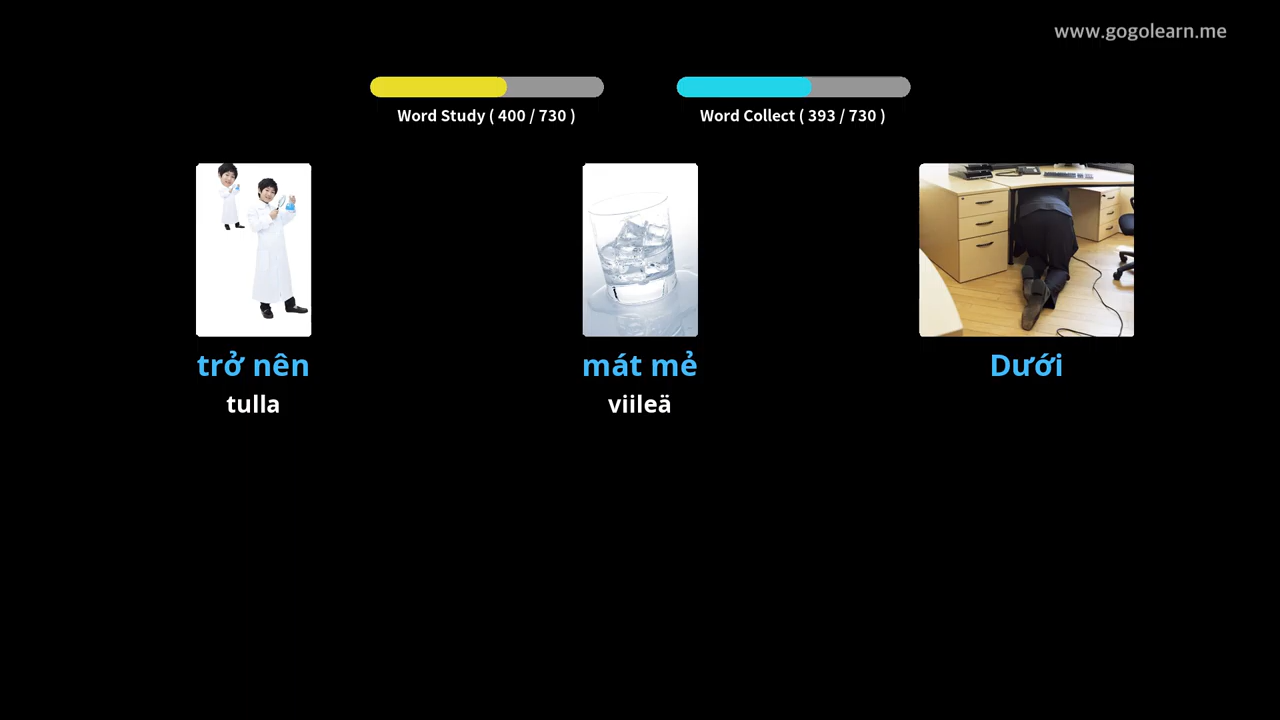 www.gogolearn.me
Word Study ( 400 / 730 )
Word Collect ( 393 / 730 )
trở nên
tulla
mát mẻ
viileä
Dưới